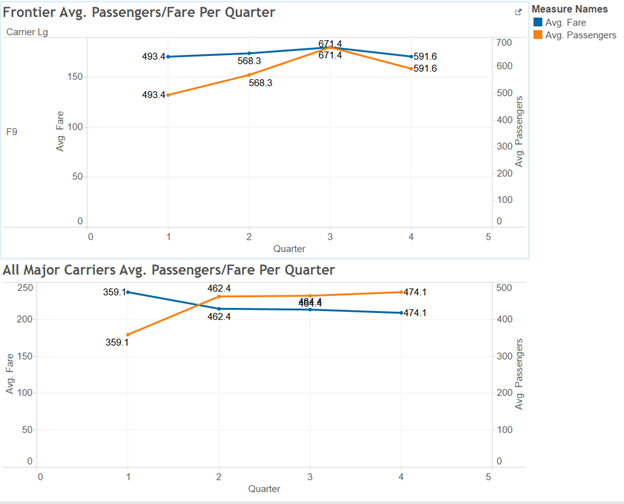 Frontier Avg. Passengers/Fare Per Quarter
Measure Names
Avg. Fare
Avg. Passengers
Carrier Lg
F9
Avg. Fare
150
100
50
0
493.4
568.3
671.4
591.6
493.4
568.3
671.4
591.6
700
600
500
400
300
200
100
0
Avg. Passengers
0 1 2 3 4 5
Quarter
All Major Carriers Avg. Passengers/Fare Per Quarter
Avg. Fare
250
200
150
100
50
0
359.1
462.4
474.1
359.1
462.4
474.1
500
400
300
200
100
0
Avg. Passengers
0 1 2 3 4 5
Quarter